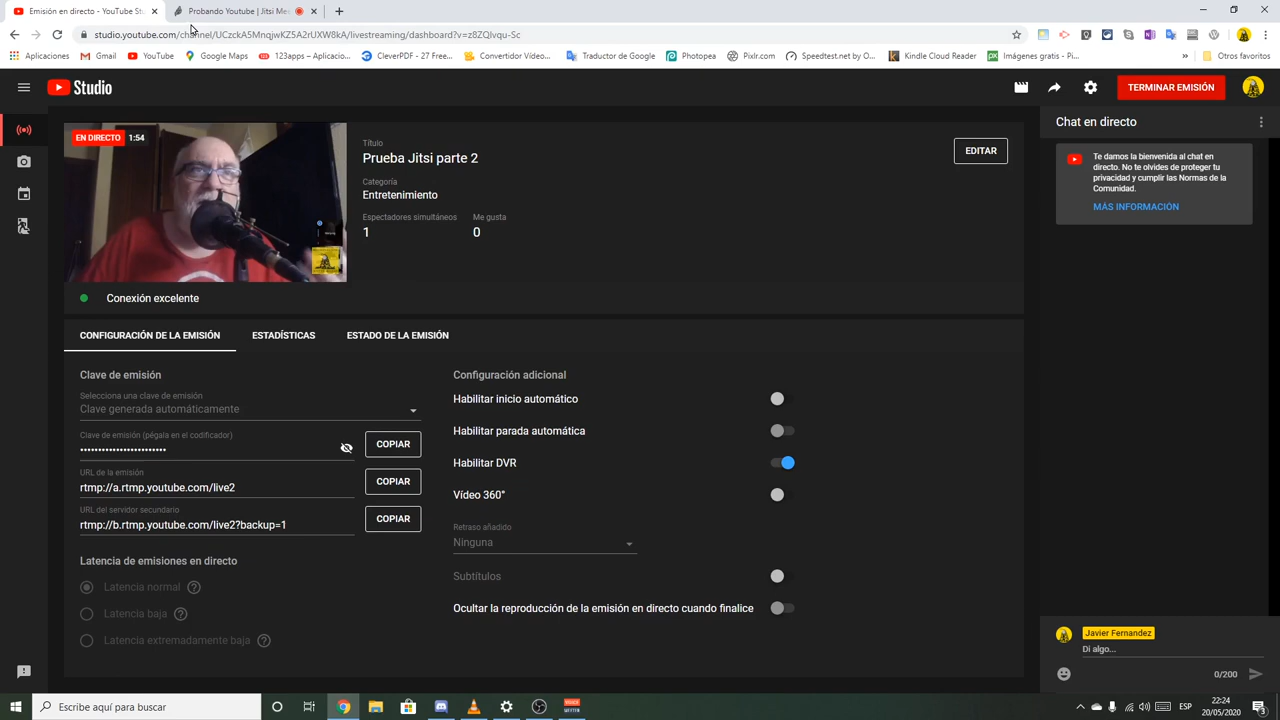 Emisión en directo - YouTube Stu
Probando Youtube | Jitsi Me
studio.youtube.com/channel/UCzckA5MnqjwKZ5A2rUXW8kA/livestreaming/dashboard?v=z8ZQlvqu-Sc
Aplicaciones
Gmail
YouTube
Google Maps
123apps – Aplicacio...
CleverPDF - 27 Free...
Convertidor Vídeo...
Traductor de Google
Photopea
Pixlr.com
Speedtest.net by O...
Kindle Cloud Reader
Imágenes gratis - Pi...
»
Otros favoritos
Studio
TERMINAR EMISIÓN
EN DIRECTO 1:54
Título
Prueba Jitsi parte 2
EDITAR
Categoría
Entretenimiento
Espectadores simultáneos
Me gusta
1
0
Conexión excelente
CONFIGURACIÓN DE LA EMISIÓN
ESTADÍSTICAS
ESTADO DE LA EMISIÓN
Clave de emisión
Selecciona una clave de emisión
Clave generada automáticamente
Clave de emisión (pégala en el codificador)
••••••••••••••••••••••••
COPIAR
URL de la emisión
rtmp://a.rtmp.youtube.com/live2
COPIAR
URL del servidor secundario
rtmp://b.rtmp.youtube.com/live2?backup=1
COPIAR
Latencia de emisiones en directo
Latencia normal
Latencia baja
Latencia extremadamente baja
Configuración adicional
Habilitar inicio automático
Habilitar parada automática
Habilitar DVR
Vídeo 360°
Retraso añadido
Ninguna
Subtítulos
Ocultar la reproducción de la emisión en directo cuando finalice
Chat en directo
Te damos la bienvenida al chat en
directo. No te olvides de proteger tu
privacidad y cumplir las Normas de la
Comunidad.
MÁS INFORMACIÓN
Javier Fernandez
Di algo...
0/200
Escribe aquí para buscar
ESP
22:24
20/05/2020